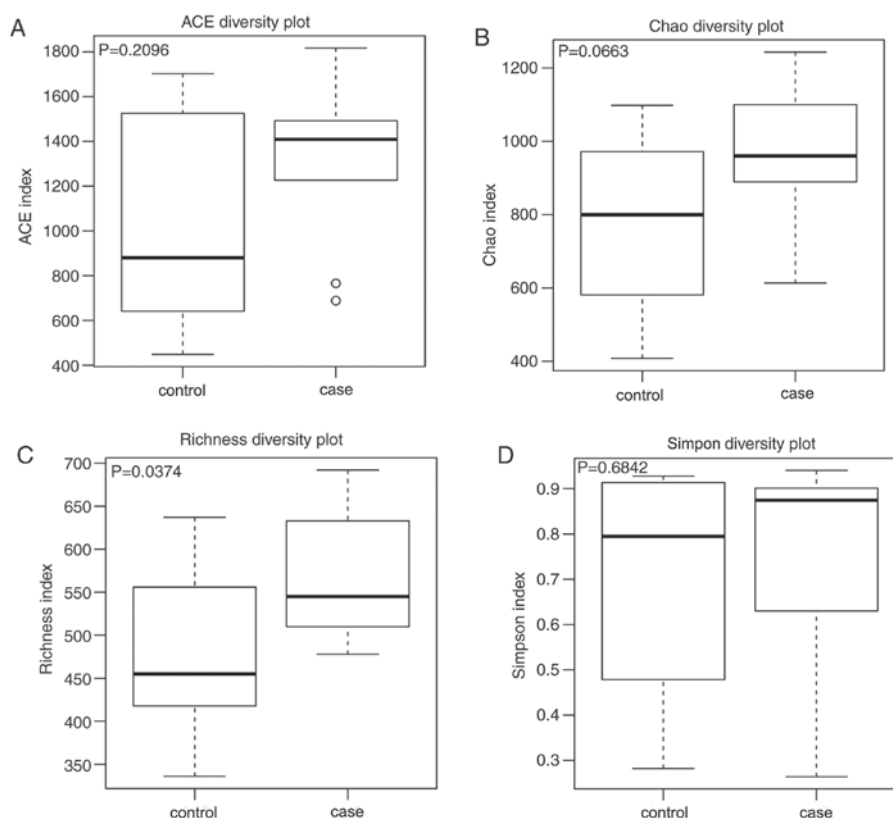 A
ACE diversity plot
P=0.2096
1800
1600
1400
1200
1000
800
600
400
ACE index
control
case
B
Chao diversity plot
P=0.0663
1200
1000
800
600
400
Chao index
control
case
C
Richness diversity plot
P=0.0374
700
650
600
550
500
450
400
350
Richness index
control
case
D
Simpon diversity plot
P=0.6842
0.9
0.8
0.7
0.6
0.5
0.4
0.3
Simpson index
control
case